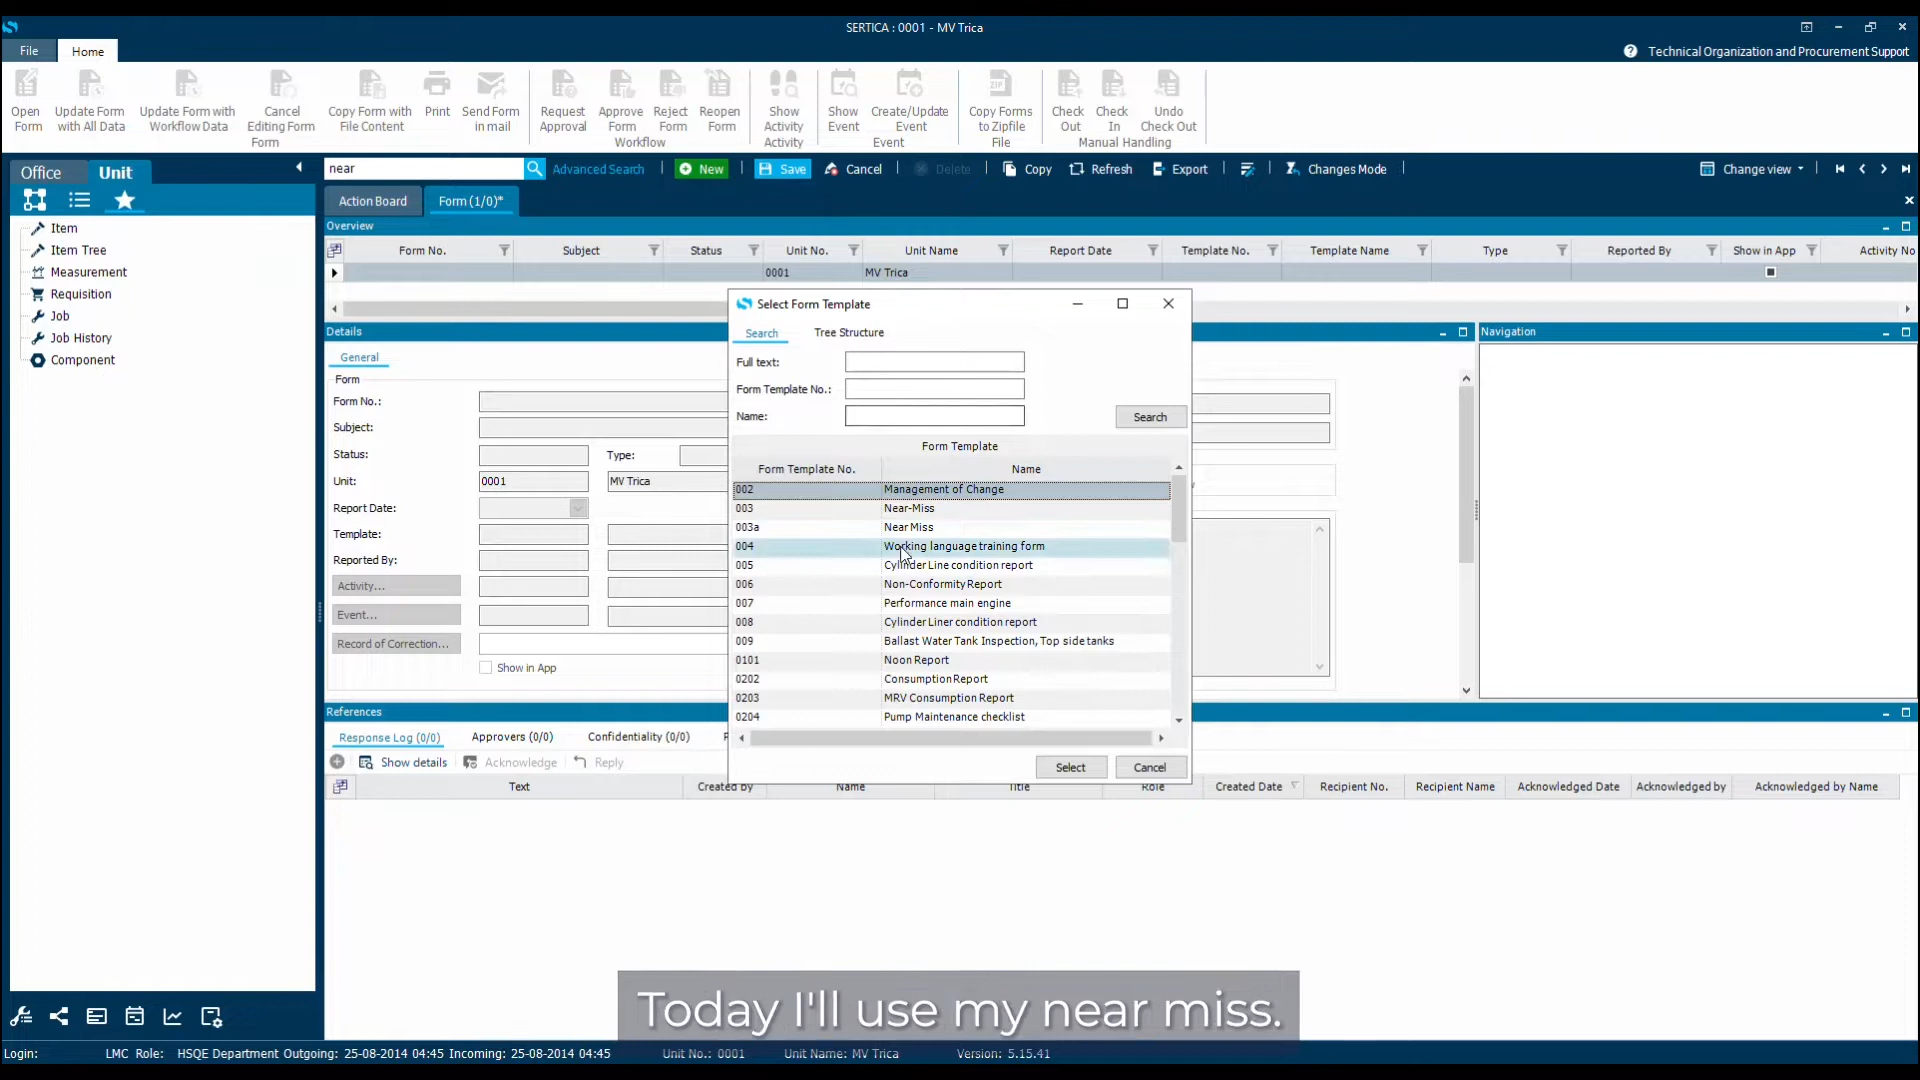 SERTICA : 0001 - MV Trica
File
Home
Technical Organization and Procurement Support
Open Form
Update Form with All Data
Update Form with Workflow Data
Cancel Editing Form
Copy Form with File Content
Print
Send Form in mail
Form
Request Approval
Approve Form
Reject Form
Reopen Form
Workflow
Show Activity
Activity
Show Event
Create/Update Event
Event
Copy Forms to Zipfile
File
Check Out
Check In
Undo Check Out
Manual Handling
Office
Unit
near
Advanced Search
New
Save
Cancel
Delete
Copy
Refresh
Export
Changes Mode
Change view
Action Board
Form (1/0)*
Item
Item Tree
Measurement
Requisition
Job
Job History
Component
Overview
Form No.
Subject
Status
Unit No.
Unit Name
Report Date
Template No.
Template Name
Type
Reported By
Show in App
Activity No
0001
MV Trica
Details
Navigation
General
Form
Form No.:
Subject:
Status:
Type:
Unit:
0001
MV Trica
Report Date:
Template:
Reported By:
Activity...
Event...
Record of Correction...
Show in App
Select Form Template
Search
Tree Structure
Full text:
Form Template No.:
Name:
Search
Form Template
Form Template No. Name
002 Management of Change
003 Near-Miss
003a Near Miss
004 Working language training form
005 Cylinder Line condition report
006 Non-Conformity Report
007 Performance main engine
008 Cylinder Liner condition report
009 Ballast Water Tank Inspection, Top side tanks
0101 Noon Report
0202 Consumption Report
0203 MRV Consumption Report
0204 Pump Maintenance checklist
Select
Cancel
References
Response Log (0/0)
Approvers (0/0)
Confidentiality (0/0)
Show details
Acknowledge
Reply
Text
Created by
Name
Title
Role
Created Date
Recipient No.
Recipient Name
Acknowledged Date
Acknowledged by
Acknowledged by Name
Today I'll use my near miss.
Login: LMC Role: HSQE Department Outgoing: 25-08-2014 04:45 Incoming: 25-08-2014 04:45 Unit No.: 0001 Unit Name: MV Trica Version: 5.15.41